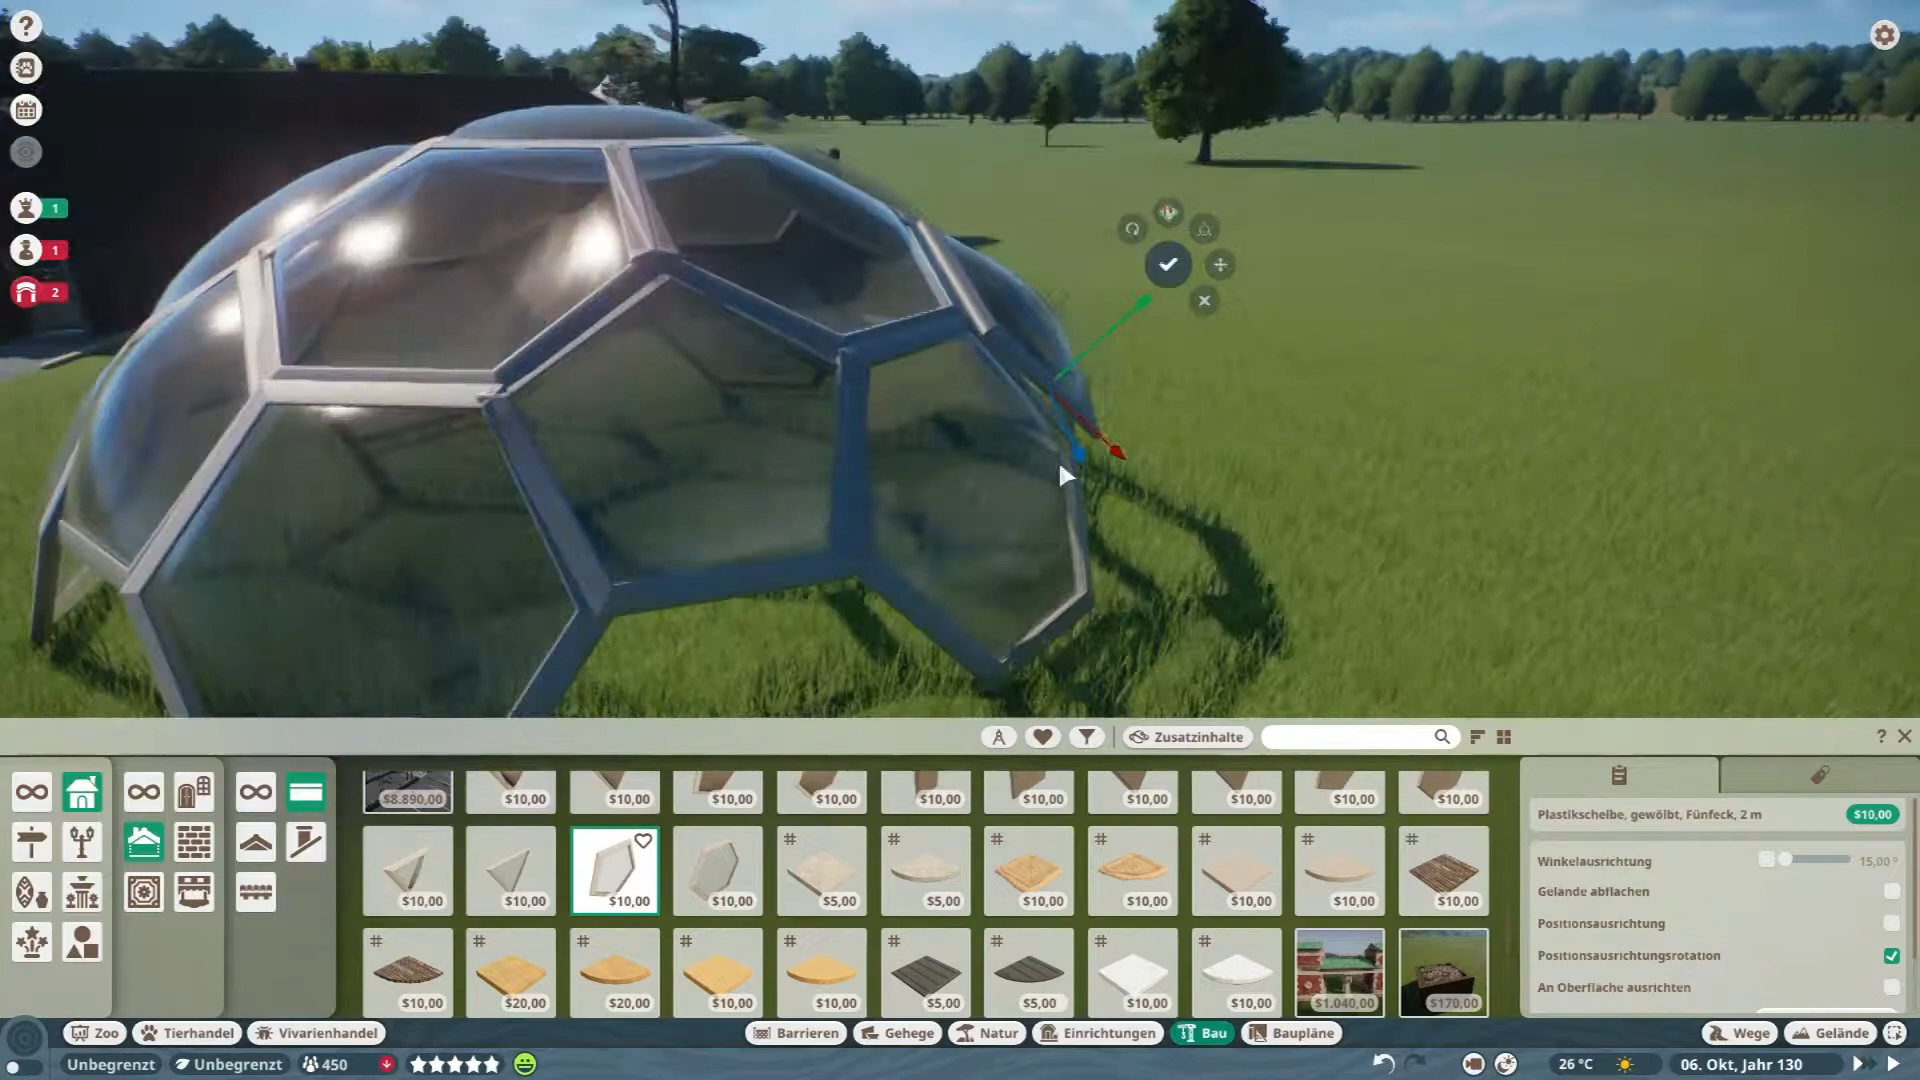 1
1
2
Zusatzinhalte
$8.890,00 $10,00 $10,00 $10,00 $10,00 $10,00 $10,00 $10,00 $10,00 $10,00 $10,00
$10,00 $10,00 $10,00 $10,00 $5,00 $5,00 $10,00 $10,00 $10,00 $10,00 $10,00
$10,00 $20,00 $20,00 $10,00 $10,00 $5,00 $5,00 $10,00 $10,00 $1.040,00 $170,00
Plastikscheibe, gewölbt, Fünfeck, 2 m $10,00
Winkelausrichtung 15,00°
Gelände abflachen
Positionsausrichtung
Positionsausrichtungsrotation
An Oberfläche ausrichten
Zoo Tierhandel Vivarienhandel Barrieren Gehege Natur Einrichtungen Bau Baupläne Wege Gelände
Unbegrenzt Unbegrenzt 450 26 °C 06. Okt, Jahr 130